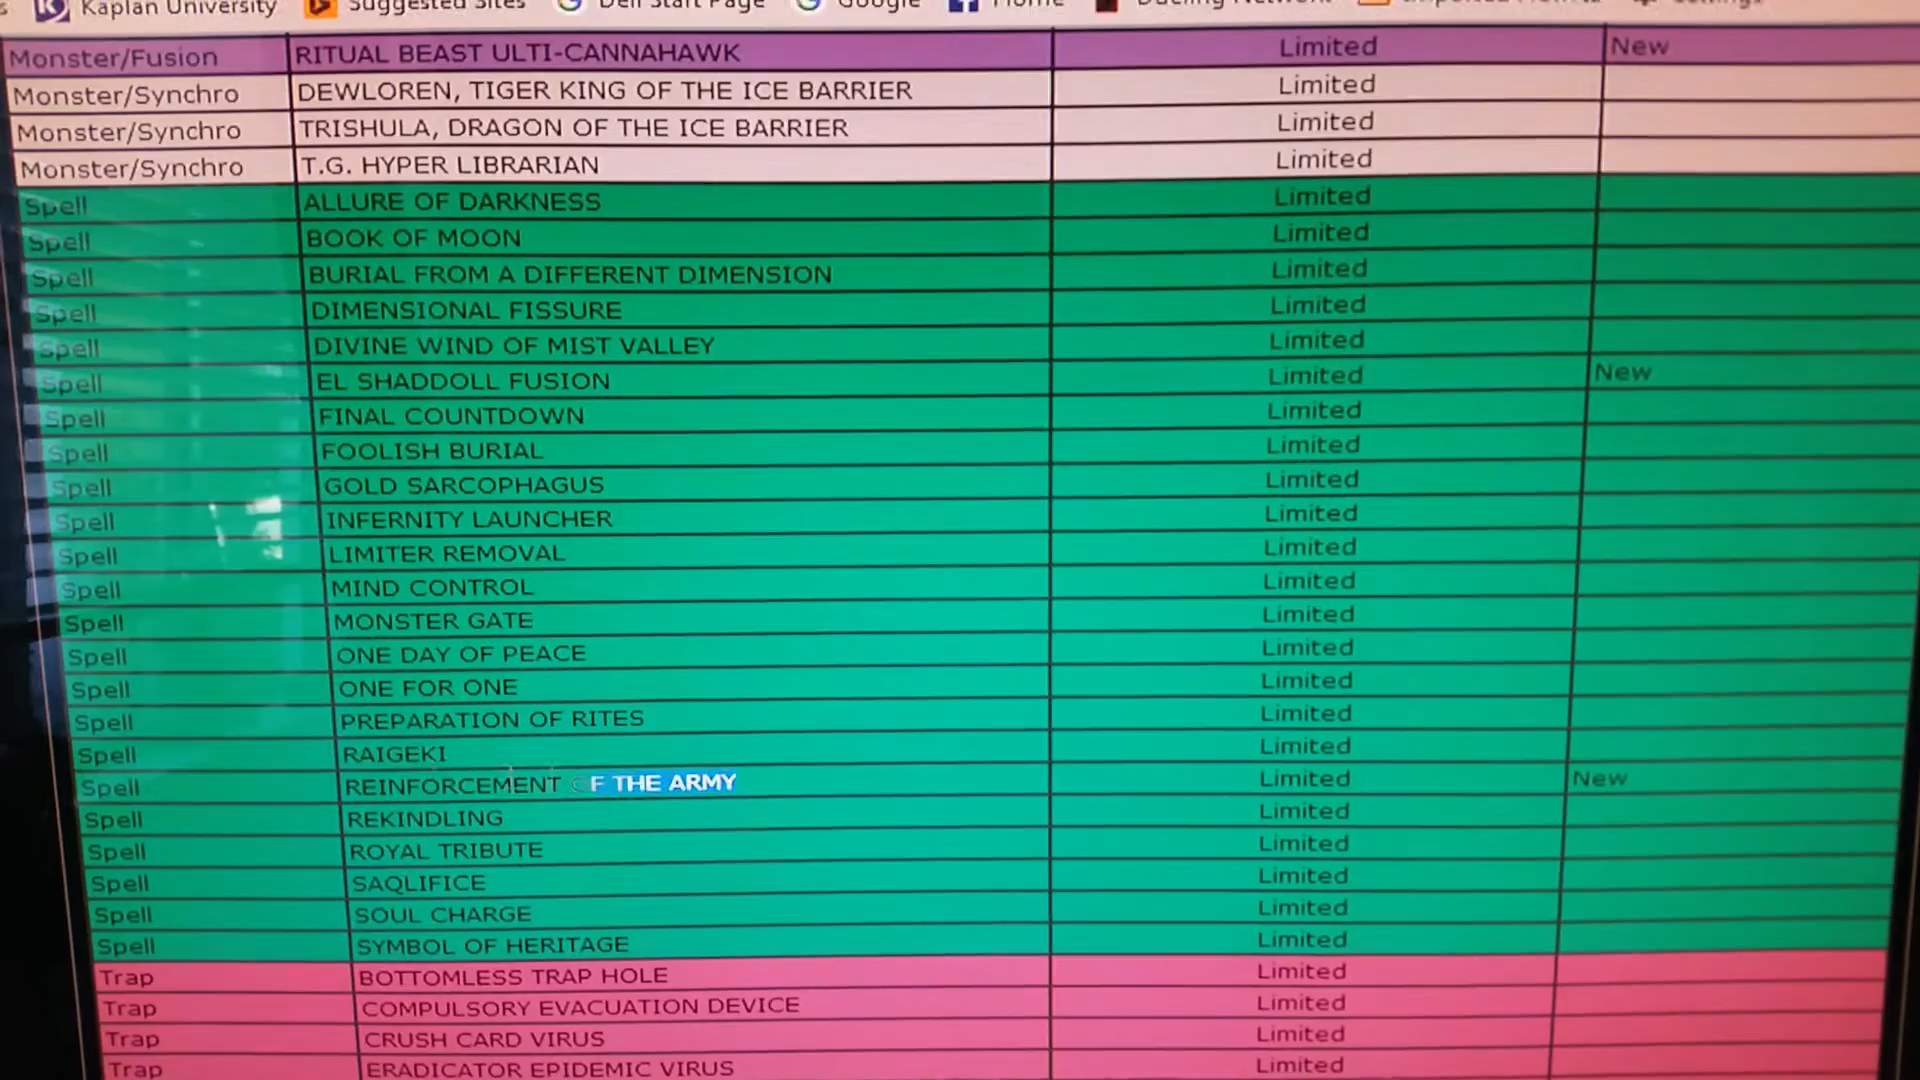 Kaplan University Suggested Sites Dell Start Page Google Home Dueling Network
Monster/Fusion RITUAL BEAST ULTI-CANNAHAWK Limited New
Monster/Synchro DEWLOREN, TIGER KING OF THE ICE BARRIER Limited
Monster/Synchro TRISHULA, DRAGON OF THE ICE BARRIER Limited
Monster/Synchro T.G. HYPER LIBRARIAN Limited
Spell ALLURE OF DARKNESS Limited
Spell BOOK OF MOON Limited
Spell BURIAL FROM A DIFFERENT DIMENSION Limited
Spell DIMENSIONAL FISSURE Limited
Spell DIVINE WIND OF MIST VALLEY Limited
Spell EL SHADDOLL FUSION Limited New
Spell FINAL COUNTDOWN Limited
Spell FOOLISH BURIAL Limited
Spell GOLD SARCOPHAGUS Limited
Spell INFERNITY LAUNCHER Limited
Spell LIMITER REMOVAL Limited
Spell MIND CONTROL Limited
Spell MONSTER GATE Limited
Spell ONE DAY OF PEACE Limited
Spell ONE FOR ONE Limited
Spell PREPARATION OF RITES Limited
Spell RAIGEKI Limited
Spell REINFORCEMENT OF THE ARMY Limited New
Spell REKINDLING Limited
Spell ROYAL TRIBUTE Limited
Spell SAQLIFICE Limited
Spell SOUL CHARGE Limited
Spell SYMBOL OF HERITAGE Limited
Trap BOTTOMLESS TRAP HOLE Limited
Trap COMPULSORY EVACUATION DEVICE Limited
Trap CRUSH CARD VIRUS Limited
Trap ERADICATOR EPIDEMIC VIRUS Limited